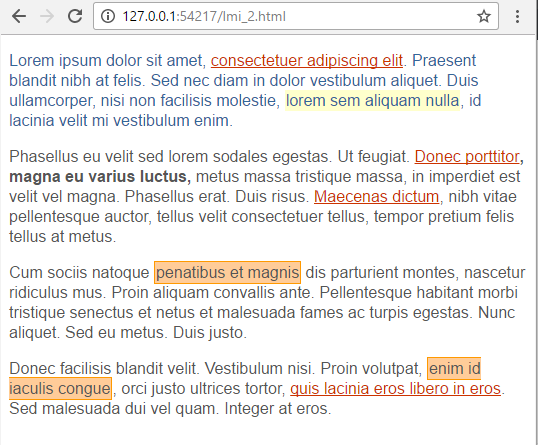 127.0.0.1:54217/lmi_2.html
Lorem ipsum dolor sit amet, consectetuer adipiscing elit. Praesent
blandit nibh at felis. Sed nec diam in dolor vestibulum aliquet. Duis
ullamcorper, nisi non facilisis molestie, lorem sem aliquam nulla, id
lacinia velit mi vestibulum enim.
Phasellus eu velit sed lorem sodales egestas. Ut feugiat. Donec porttitor,
magna eu varius luctus, metus massa tristique massa, in imperdiet est
velit vel magna. Phasellus erat. Duis risus. Maecenas dictum, nibh vitae
pellentesque auctor, tellus velit consectetuer tellus, tempor pretium felis
tellus at metus.
Cum sociis natoque penatibus et magnis dis parturient montes, nascetur
ridiculus mus. Proin aliquam convallis ante. Pellentesque habitant morbi
tristique senectus et netus et malesuada fames ac turpis egestas. Nunc
aliquet. Sed eu metus. Duis justo.
Donec facilisis blandit velit. Vestibulum nisi. Proin volutpat, enim id
iaculis congue, orci justo ultrices tortor, quis lacinia eros libero in eros.
Sed malesuada dui vel quam. Integer at eros.